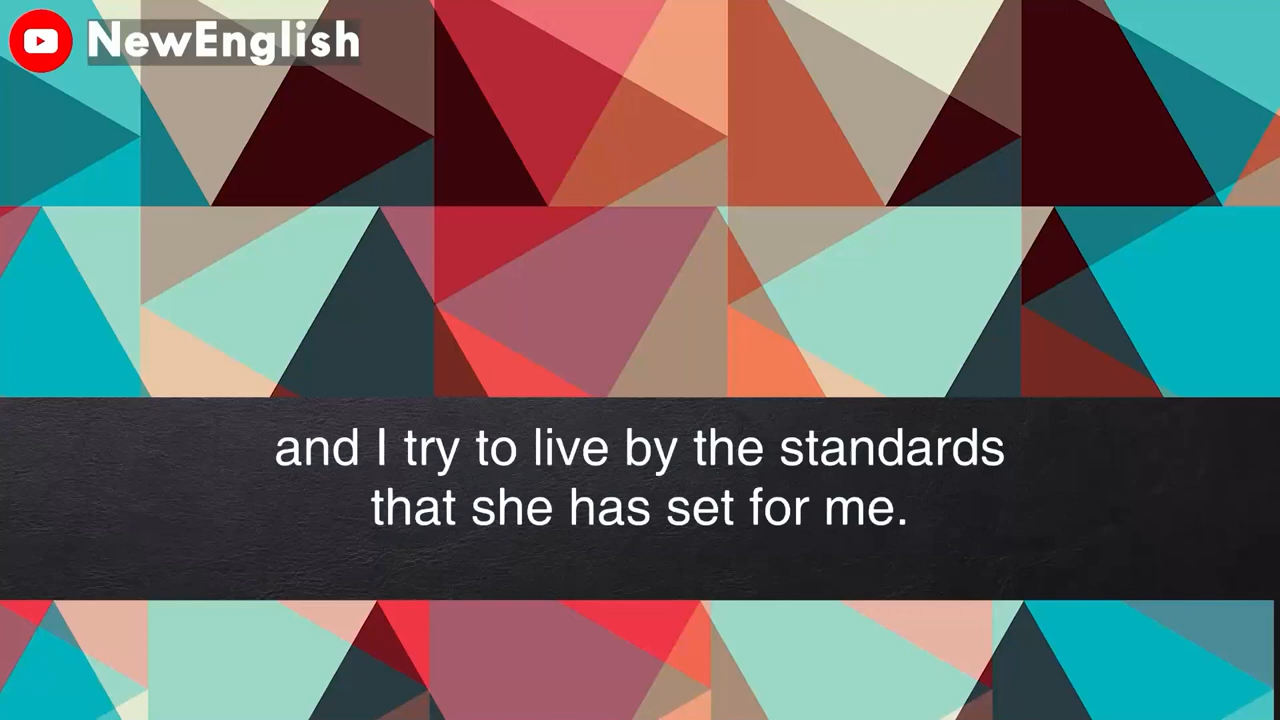 NewEnglish
and I try to live by the standards
that she has set for me.